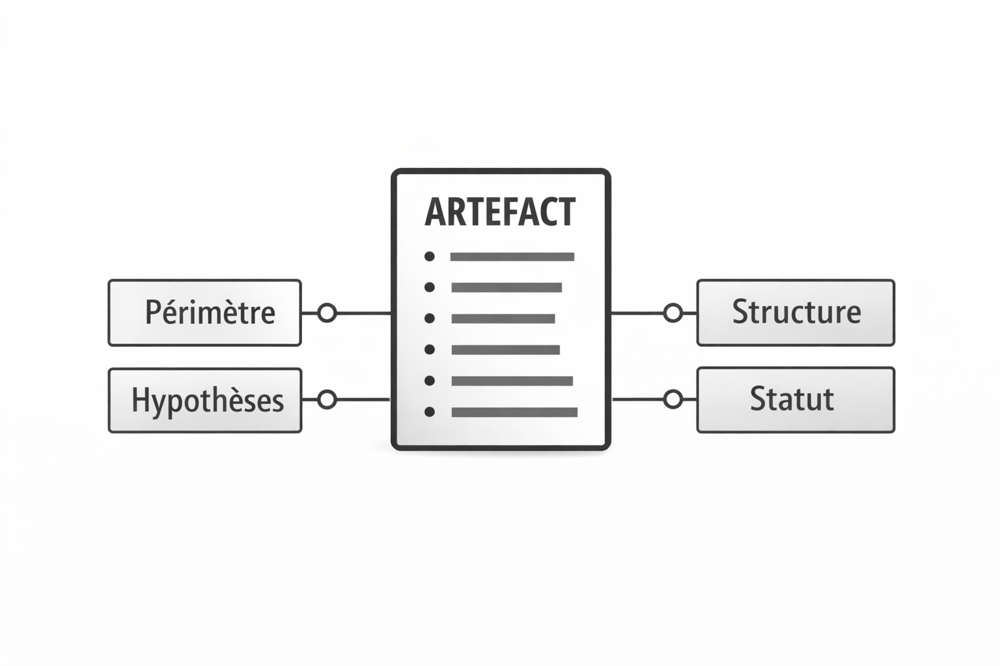 ARTEFACT
Périmètre
Hypothèses
Structure
Statut